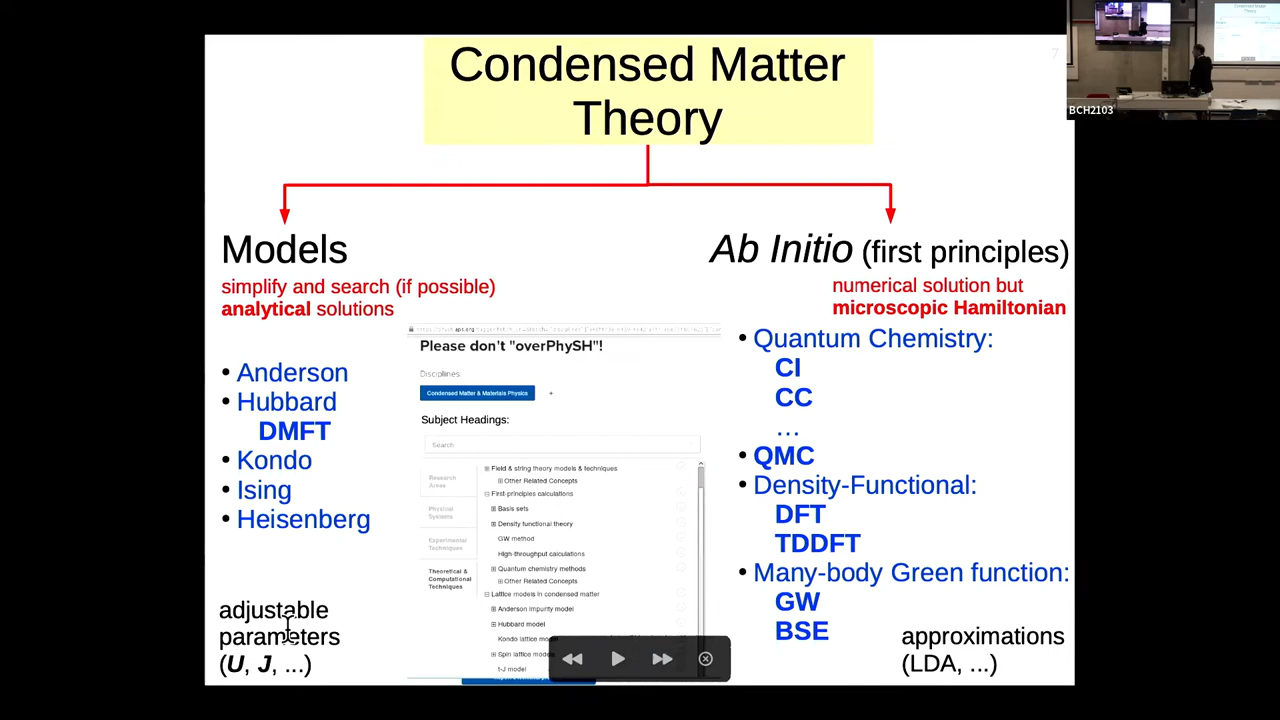 Condensed Matter
Theory
7
BCH2103
Models
simplify and search (if possible)
analytical solutions
• Anderson
• Hubbard
DMFT
• Kondo
• Ising
• Heisenberg
adjustable
parameters
(U, J, ...)
Please don't "overPhySH"!
Disciplines:
Condensed Matter & Materials Physics
+
Subject Headings:
Search
Research
Areas
Physical
Systems
Experimental
Techniques
Theoretical &
Computational
Techniques
Field & string theory models & techniques
Other Related Concepts
First-principles calculations
Basis sets
Density functional theory
GW method
High-throughput calculations
Quantum chemistry methods
Other Related Concepts
Lattice models in condensed matter
Anderson impurity model
Hubbard model
Kondo lattice
Spin lattice
t-J model
Ab Initio (first principles)
numerical solution but
microscopic Hamiltonian
• Quantum Chemistry:
CI
CC
...
• QMC
• Density-Functional:
DFT
TDDFT
• Many-body Green function:
GW
BSE
approximations
(LDA, ...)